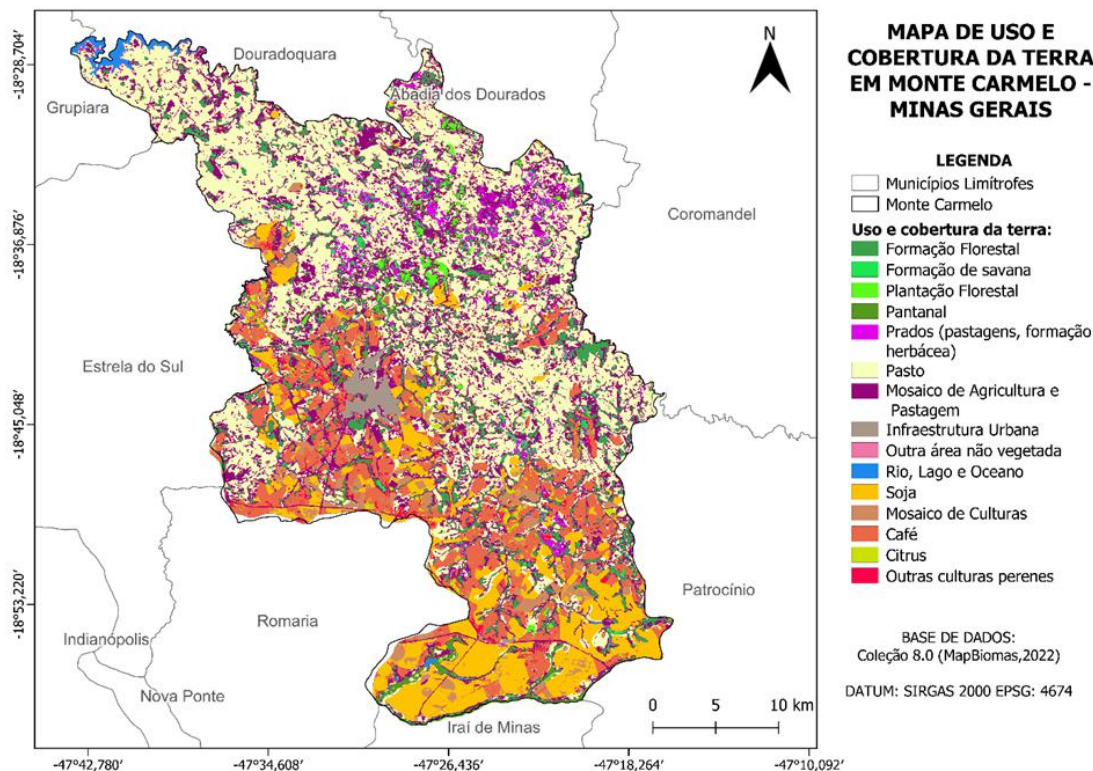 MAPA DE USO E
COBERTURA DA TERRA
EM MONTE CARMELO -
MINAS GERAIS
LEGENDA
Municípios Limítrofes
Monte Carmelo
Uso e cobertura da terra:
Formação Florestal
Formação de savana
Plantação Florestal
Pantanal
Prados (pastagens, formação
herbácea)
Pasto
Mosaico de Agricultura e
Pastagem
Infraestrutura Urbana
Outra área não vegetada
Rio, Lago e Oceano
Soja
Mosaico de Culturas
Café
Citrus
Outras culturas perenes
BASE DE DADOS:
Coleção 8.0 (MapBiomas,2022)
DATUM: SIRGAS 2000 EPSG: 4674
N
Douradoquara
Grupiara
Abadia dos Dourados
Coromandel
Estrela do Sul
Patrocínio
Romaria
Indianópolis
Nova Ponte
Iraí de Minas
0 5 10 km
-18°28,704′
-18°36,876′
-18°45,048′
-18°53,220′
-47°42,780′
-47°34,608′
-47°26,436′
-47°18,264′
-47°10,092′